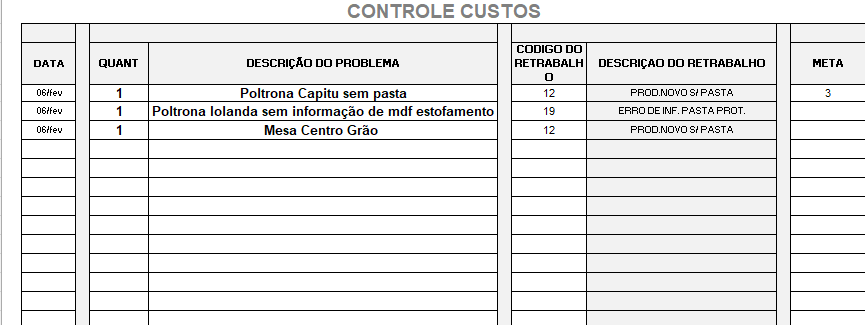 CONTROLE CUSTOS
DATA QUANT DESCRIÇÃO DO PROBLEMA CODIGO DO RETRABALH O DESCRIÇAO DO RETRABALHO META
06/fev 1 Poltrona Capitu sem pasta 12 PROD.NOVO S/ PASTA 3
06/fev 1 Poltrona Iolanda sem informação de mdf estofamento 19 ERRO DE INF. PASTA PROT.
06/fev 1 Mesa Centro Grão 12 PROD.NOVO S/ PASTA